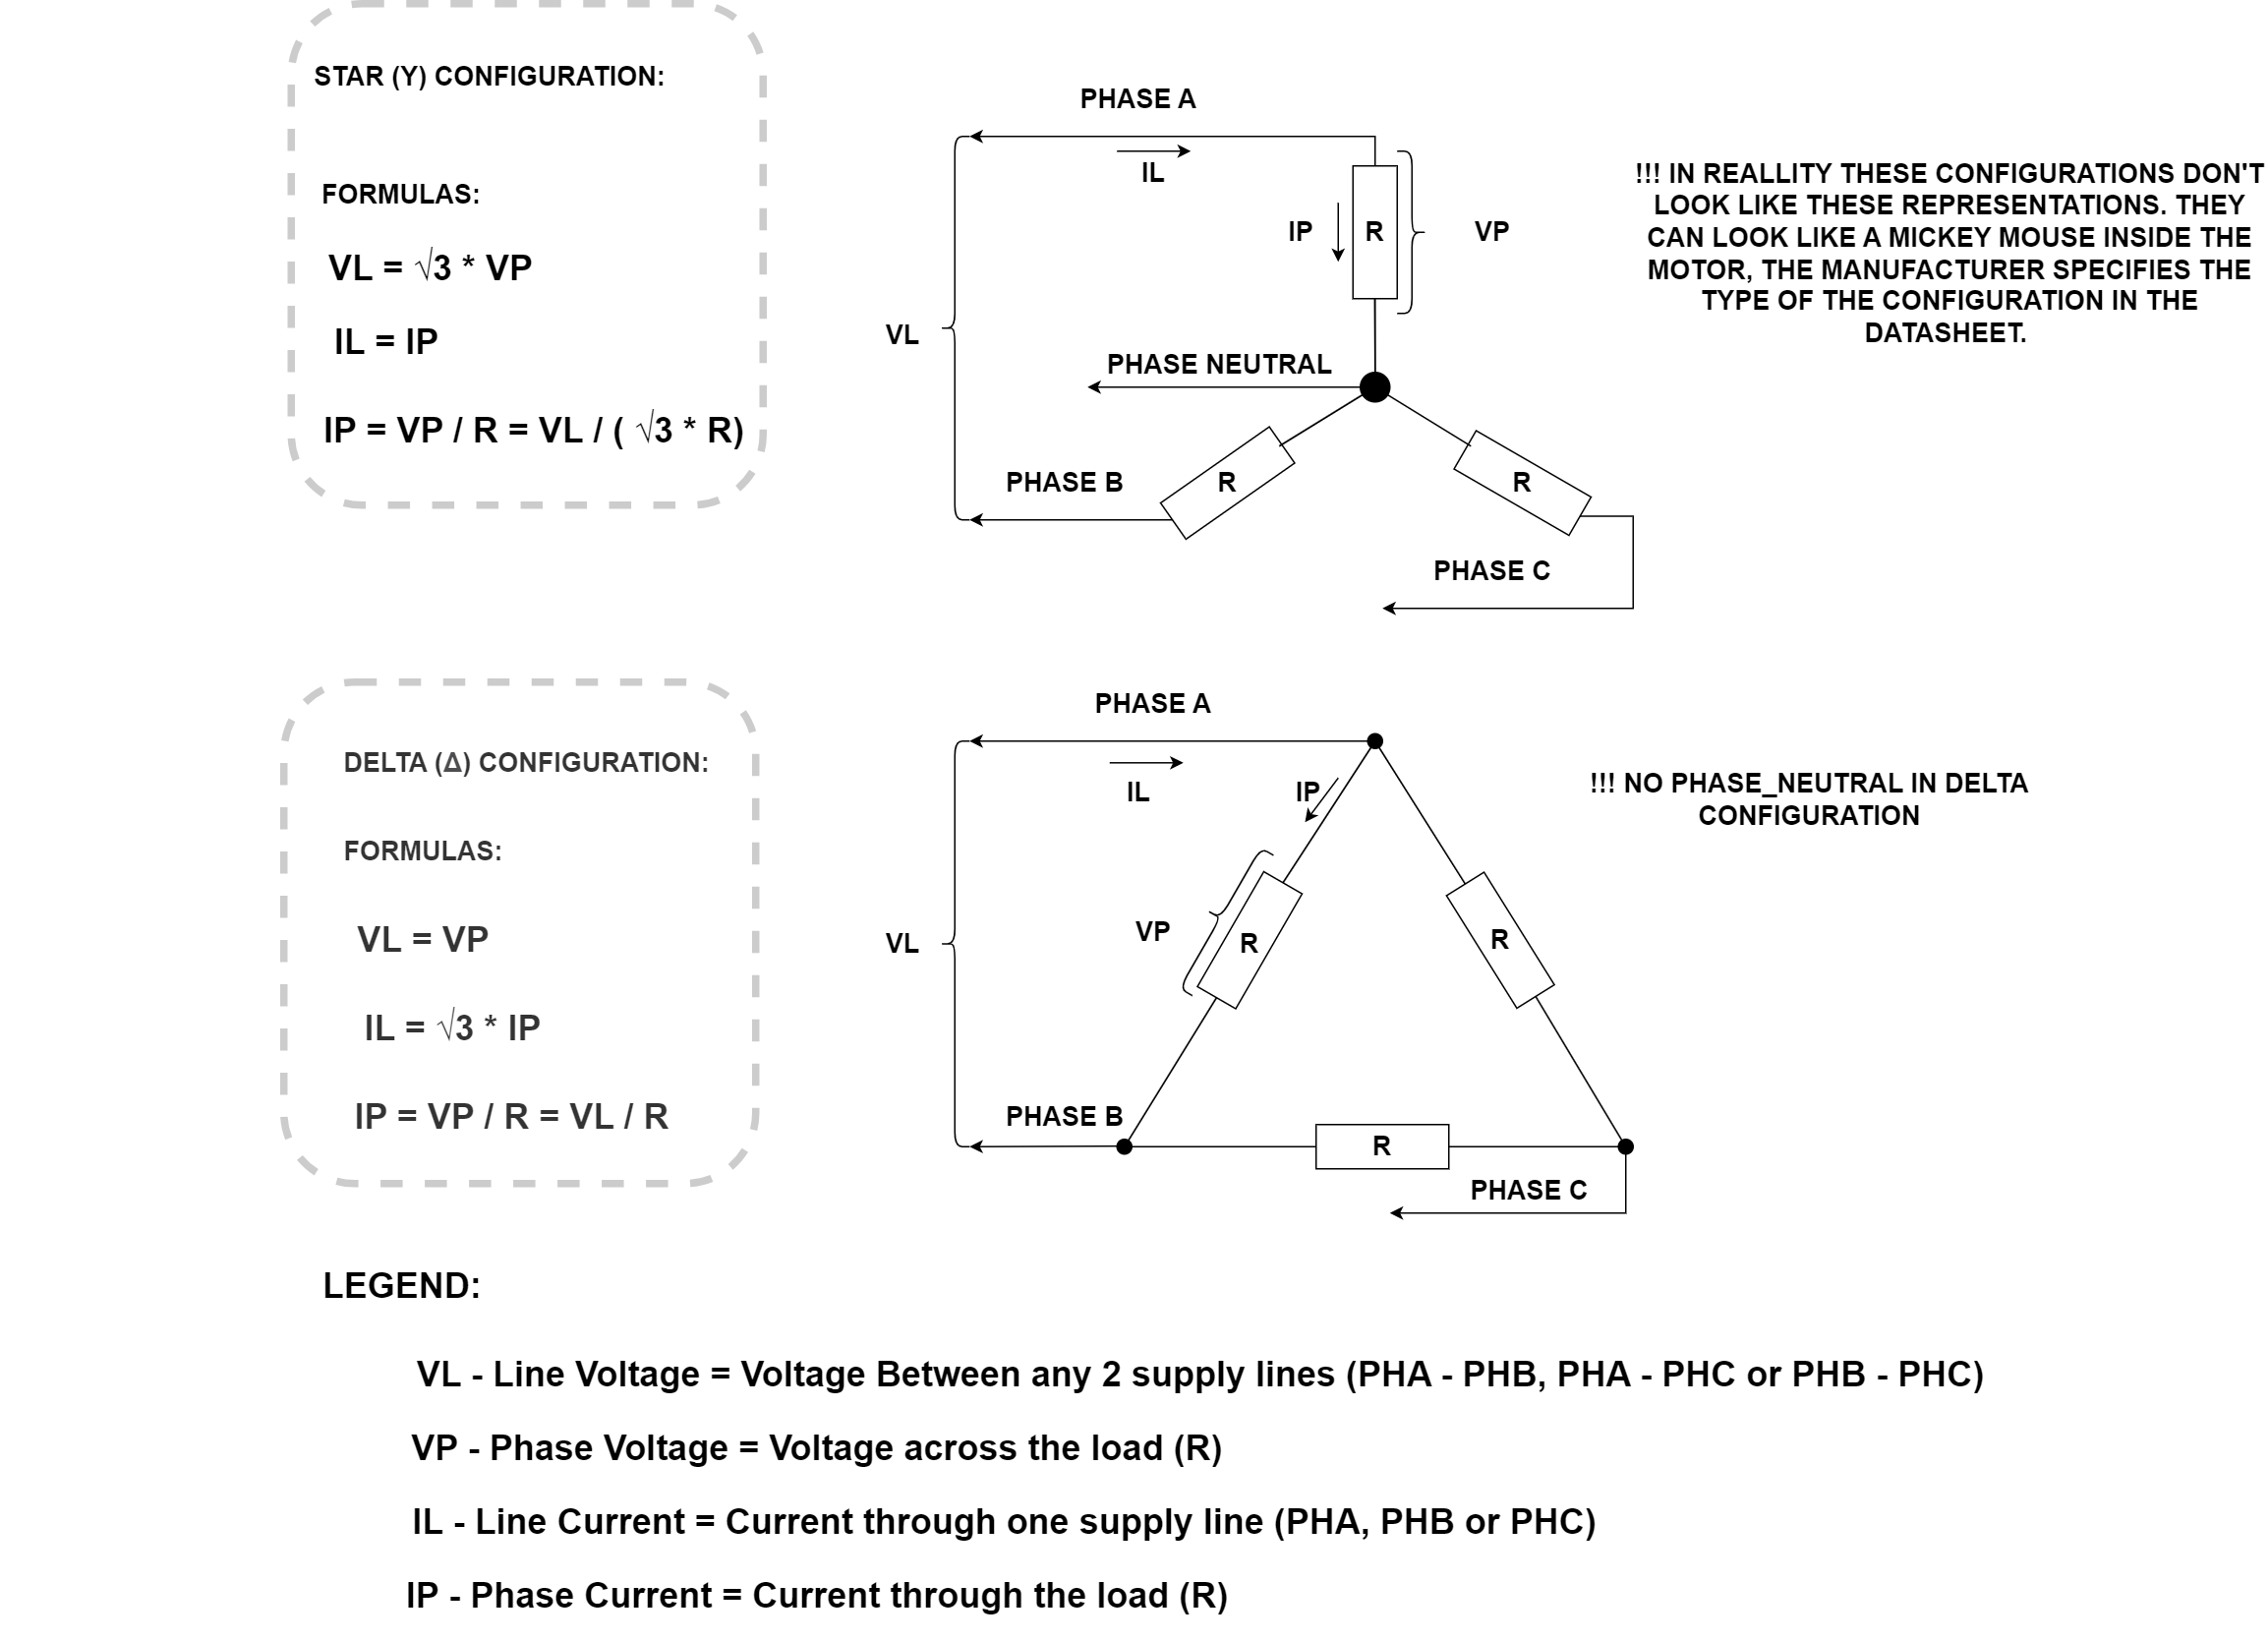 STAR (Y) CONFIGURATION:
FORMULAS:
VL = √3 * VP
IL = IP
IP = VP / R = VL / ( √3 * R)
PHASE A
IL
IP
R
VP
VL
PHASE NEUTRAL
PHASE B
R
R
PHASE C
!!! IN REALLITY THESE CONFIGURATIONS DON'T
LOOK LIKE THESE REPRESENTATIONS. THEY
CAN LOOK LIKE A MICKEY MOUSE INSIDE THE
MOTOR, THE MANUFACTURER SPECIFIES THE
TYPE OF THE CONFIGURATION IN THE
DATASHEET.
DELTA (Δ) CONFIGURATION:
FORMULAS:
VL = VP
IL = √3 * IP
IP = VP / R = VL / R
PHASE A
IL
IP
VP
R
R
VL
PHASE B
R
PHASE C
!!! NO PHASE_NEUTRAL IN DELTA
CONFIGURATION
LEGEND:
VL - Line Voltage = Voltage Between any 2 supply lines (PHA - PHB, PHA - PHC or PHB - PHC)
VP - Phase Voltage = Voltage across the load (R)
IL - Line Current = Current through one supply line (PHA, PHB or PHC)
IP - Phase Current = Current through the load (R)